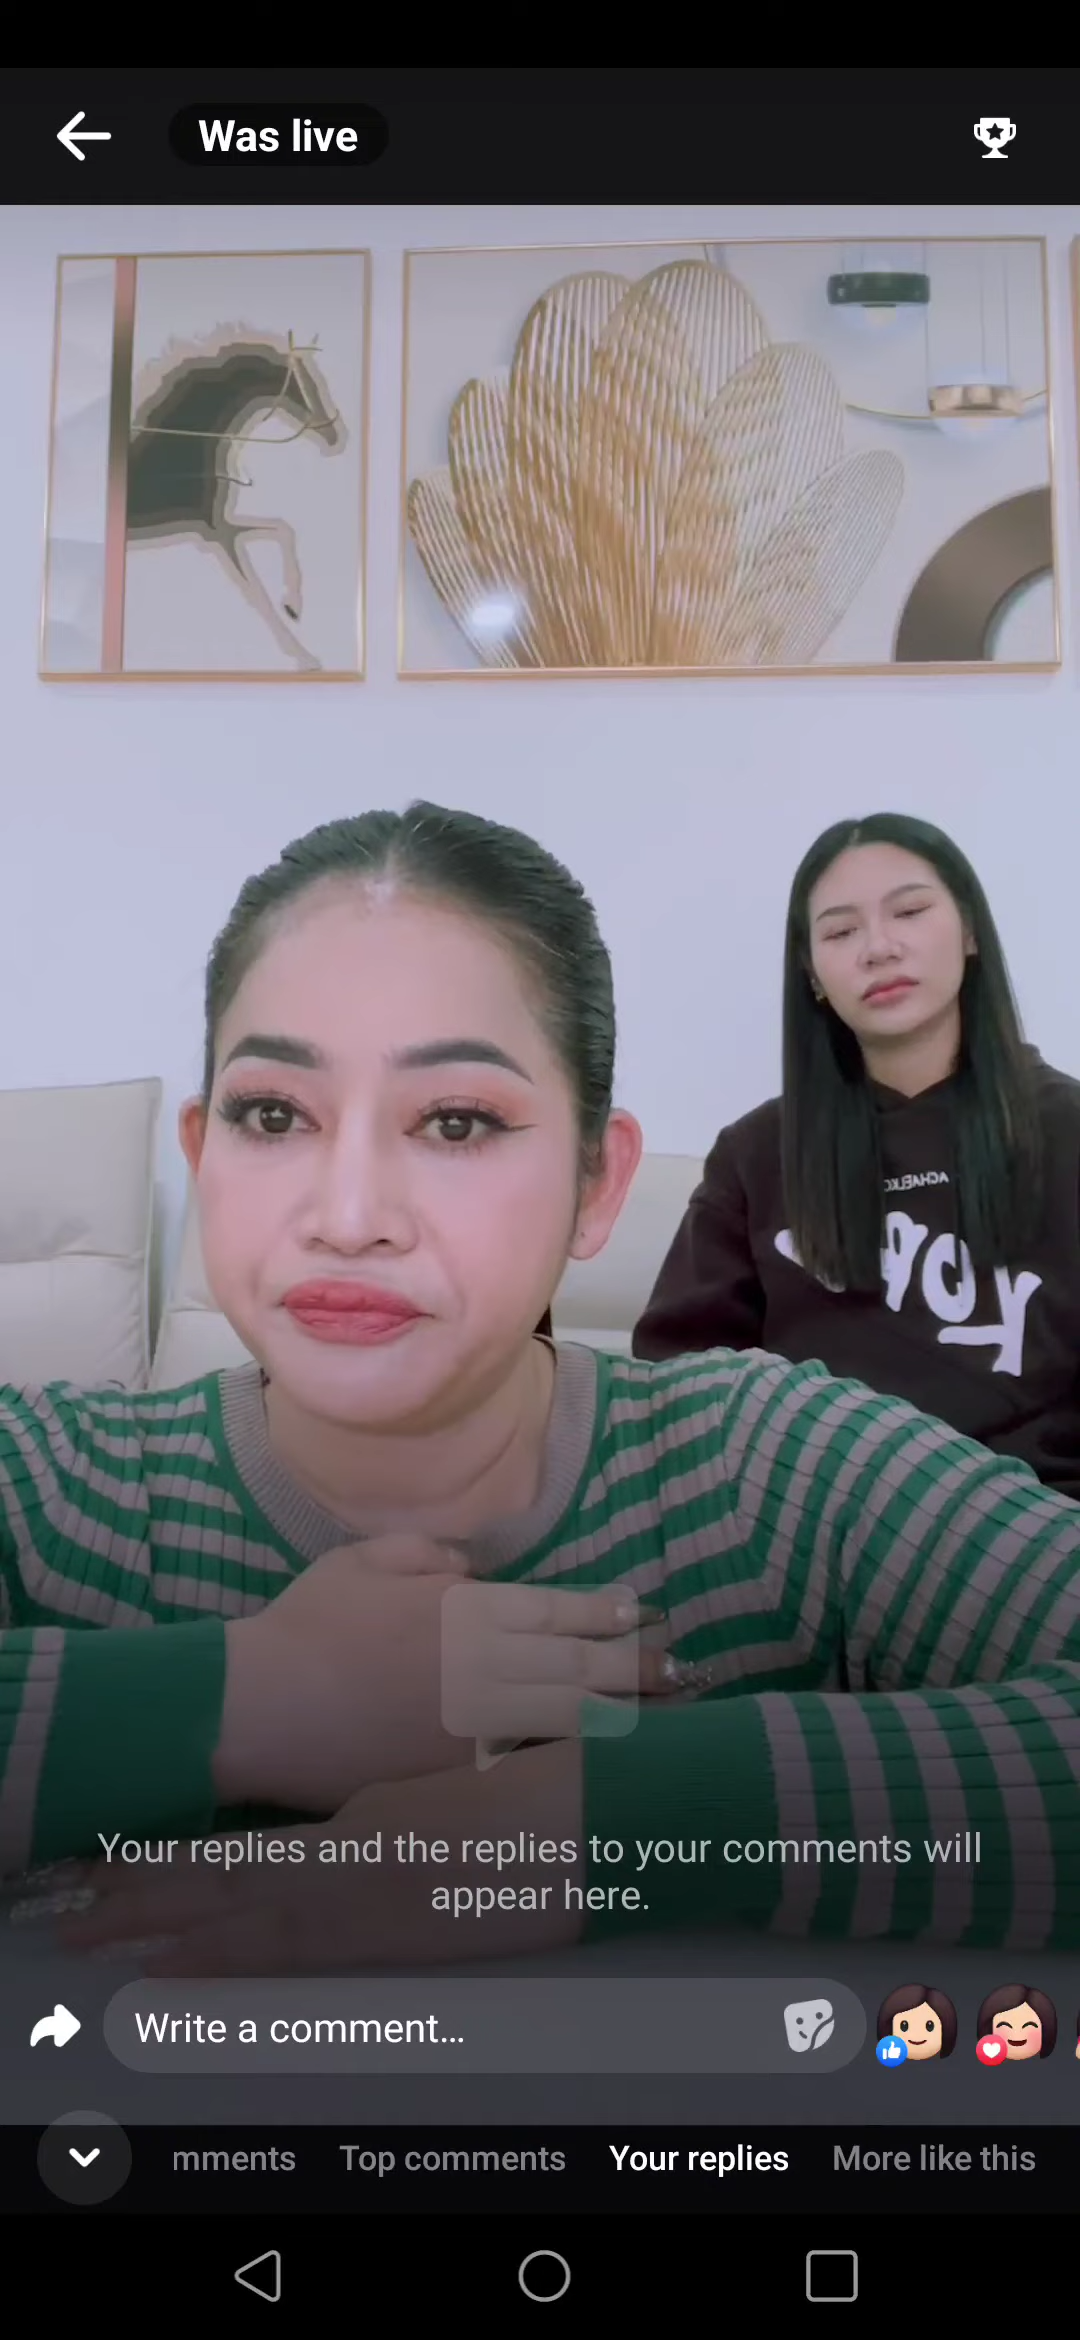 Was live
Your replies and the replies to your comments will
appear here.
Write a comment...
mments
Top comments
Your replies
More like this